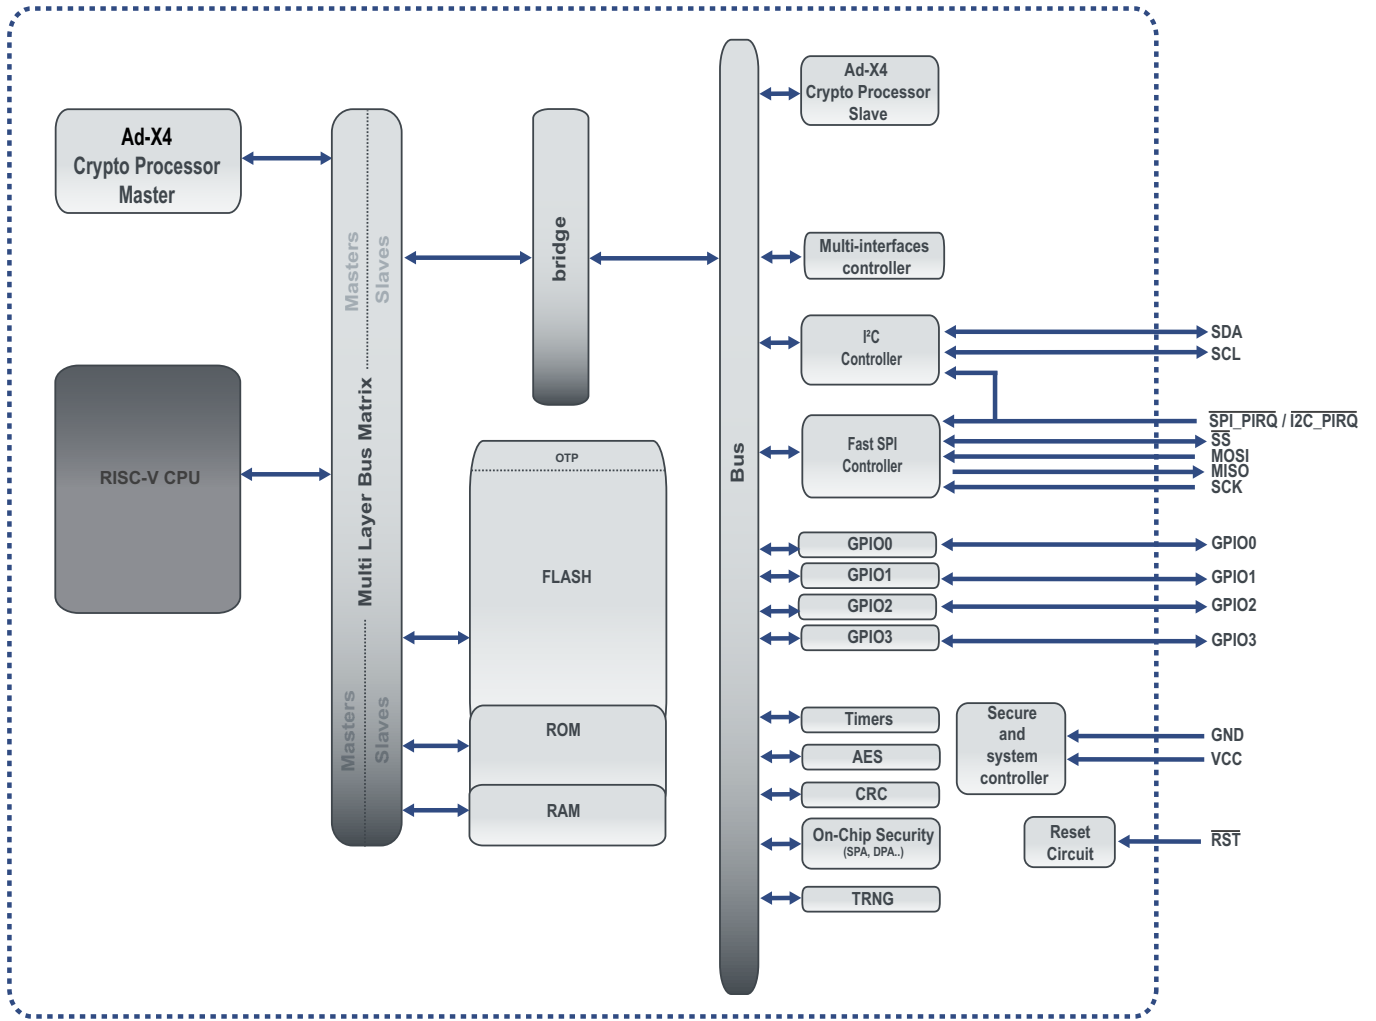 Ad-X4
Crypto Processor
Master
RISC-V CPU
Masters
Slaves
Multi Layer Bus Matrix
Masters
Slaves
bridge
OTP
FLASH
ROM
RAM
Bus
Ad-X4
Crypto Processor
Slave
Multi-interfaces
controller
I²C
Controller
Fast SPI
Controller
GPIO0
GPIO1
GPIO2
GPIO3
Timers
AES
CRC
On-Chip Security
(SPA, DPA..)
TRNG
Secure
and
system
controller
Reset
Circuit
SDA
SCL
SPI_PIRQ / I2C_PIRQ
SS
MOSI
MISO
SCK
GPIO0
GPIO1
GPIO2
GPIO3
GND
VCC
RST